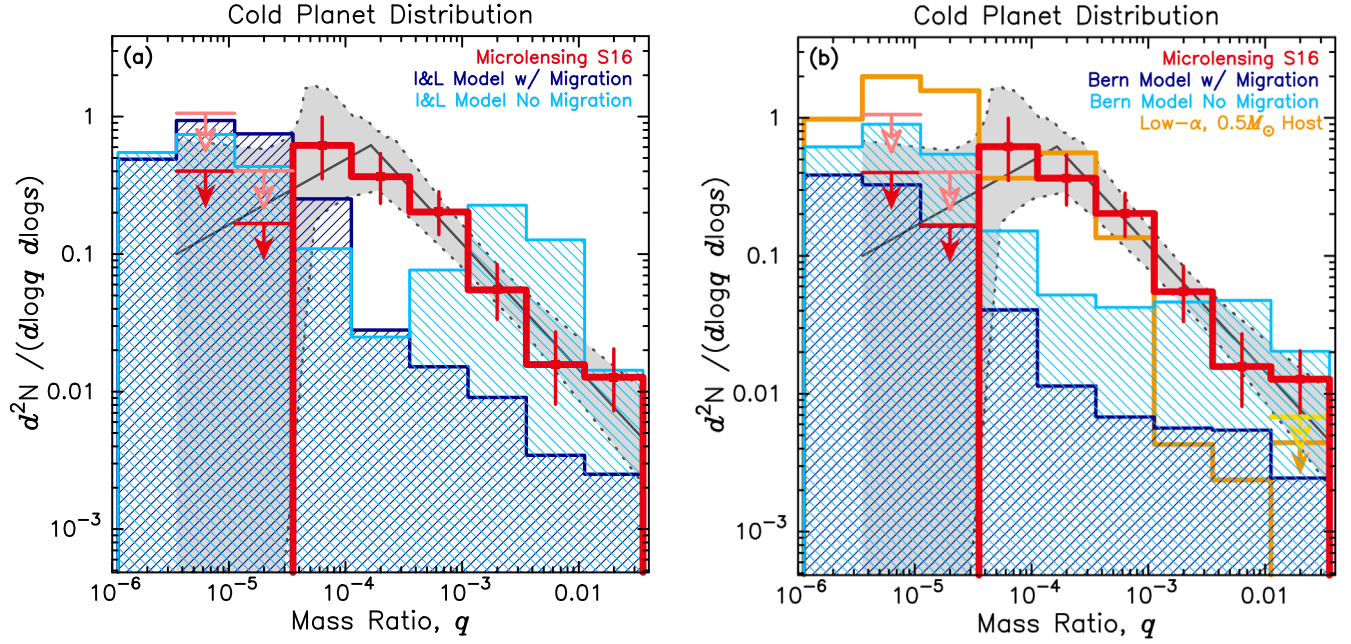 Cold Planet Distribution
(a)
Microlensing S16
I&L Model w/ Migration
I&L Model No Migration
d²N /(dlogq dlogs)
1
0.1
0.01
10⁻³
10⁻⁶
10⁻⁵
10⁻⁴
10⁻³
0.01
Mass Ratio, q
Cold Planet Distribution
(b)
Microlensing S16
Bern Model w/ Migration
Bern Model No Migration
Low-α, 0.5M☉ Host
d²N /(dlogq dlogs)
1
0.1
0.01
10⁻³
10⁻⁶
10⁻⁵
10⁻⁴
10⁻³
0.01
Mass Ratio, q